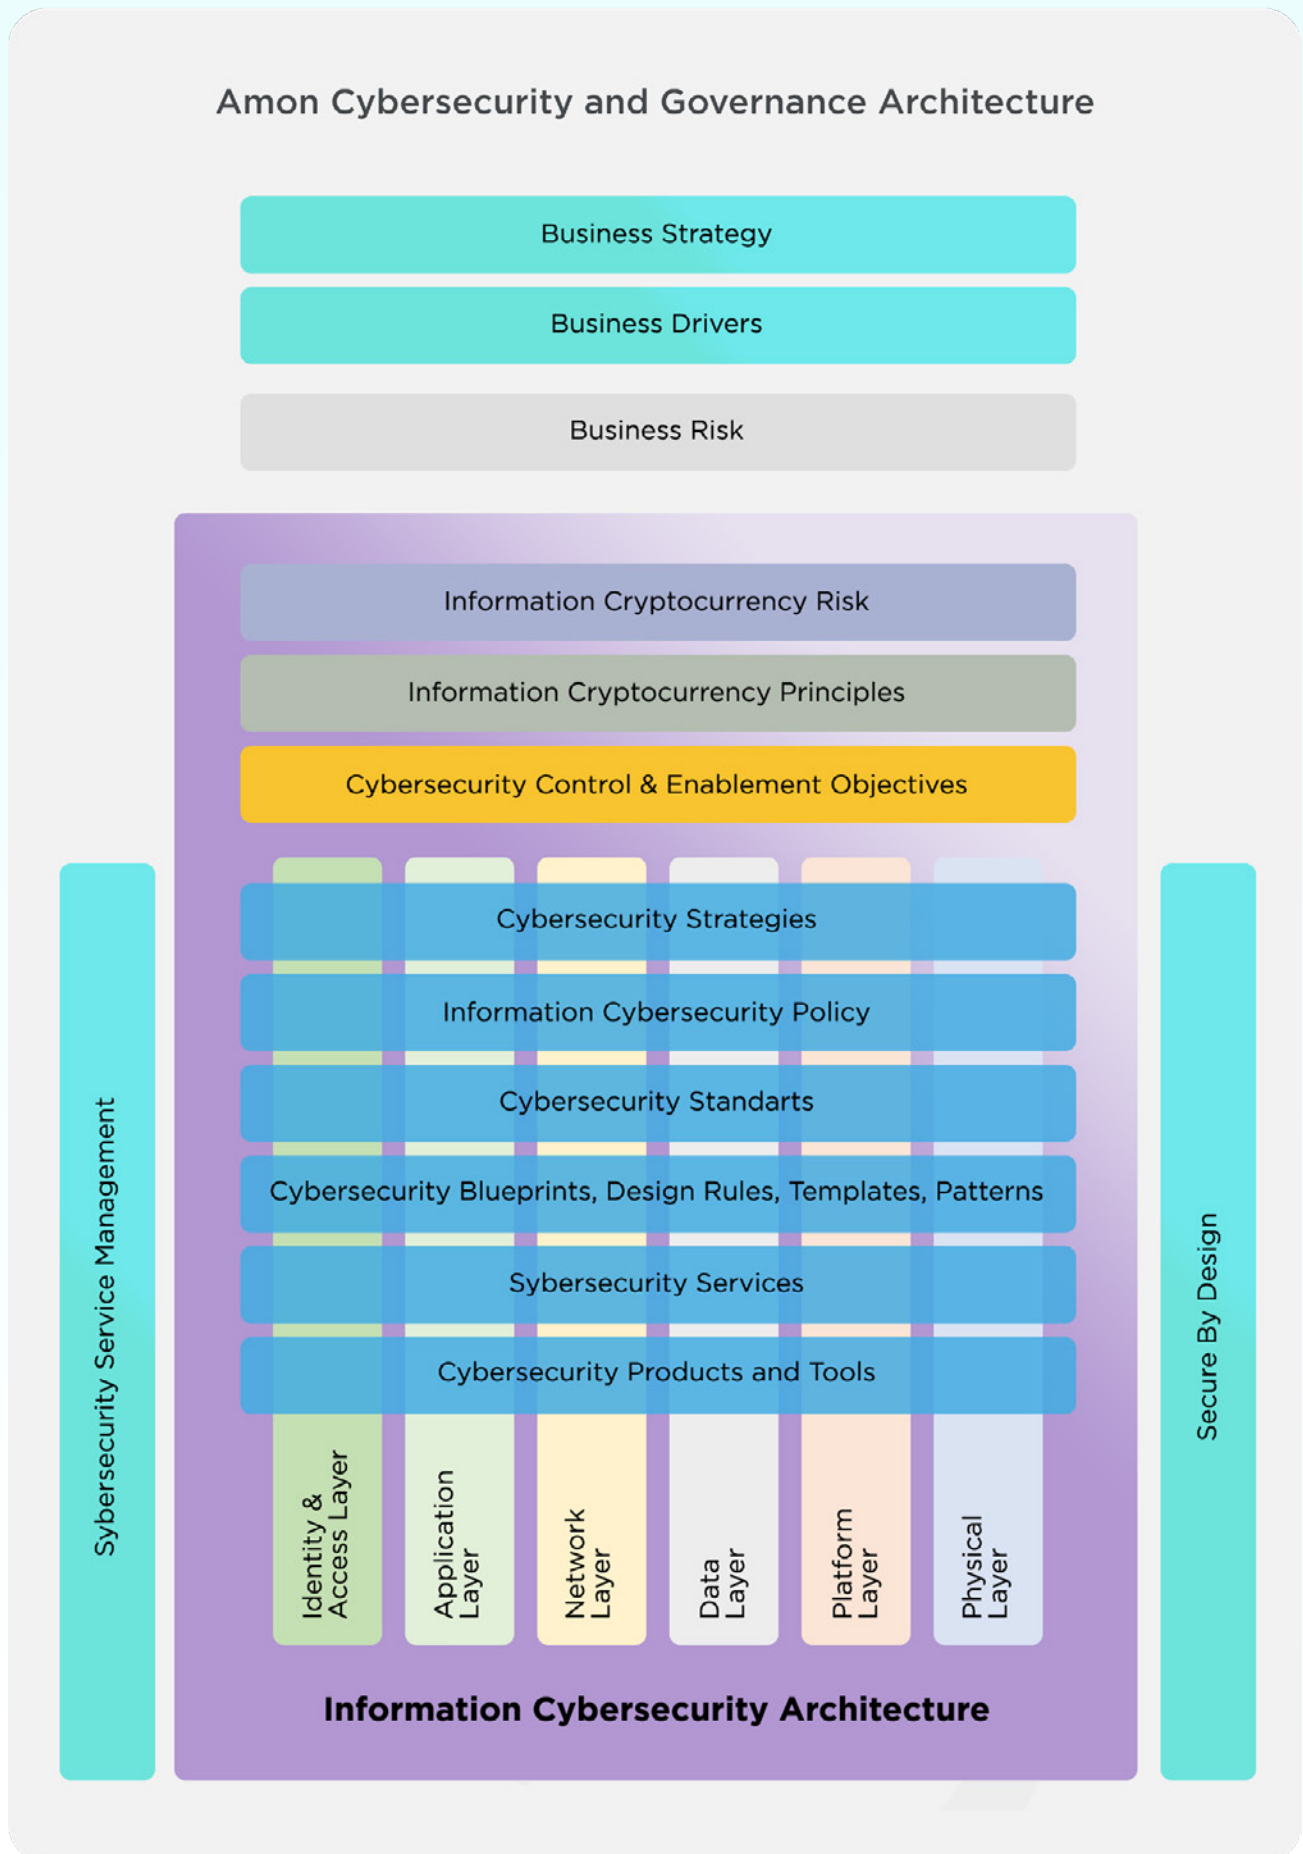 Amon Cybersecurity and Governance Architecture
Business Strategy
Business Drivers
Business Risk
Information Cryptocurrency Risk
Information Cryptocurrency Principles
Cybersecurity Control & Enablement Objectives
Cybersecurity Strategies
Information Cybersecurity Policy
Cybersecurity Standarts
Cybersecurity Blueprints, Design Rules, Templates, Patterns
Sybersecurity Services
Cybersecurity Products and Tools
Sybersecurity Service Management
Identity &
Access Layer
Application
Layer
Network
Layer
Data
Layer
Platform
Layer
Physical
Layer
Secure By Design
Information Cybersecurity Architecture